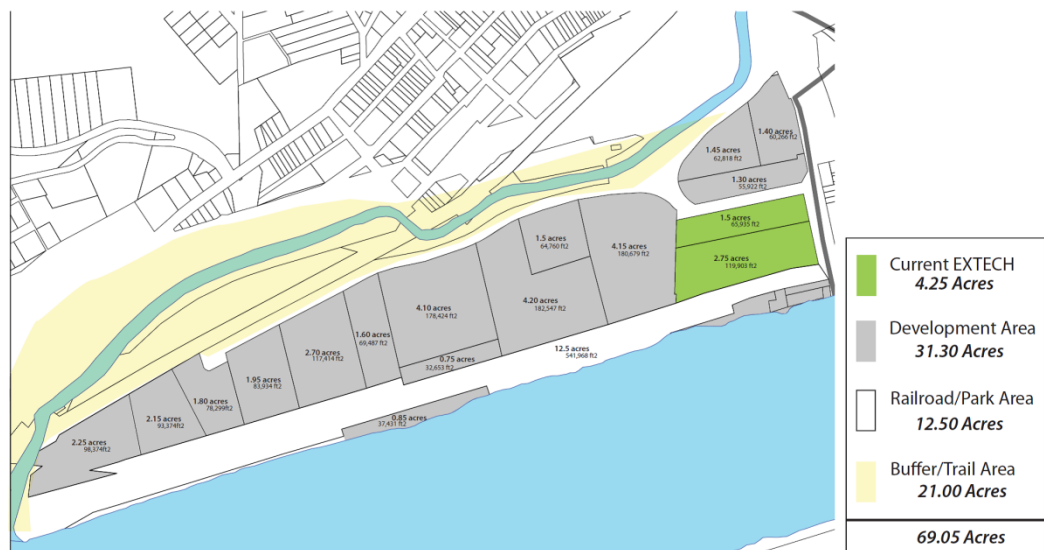 1.40 acres
60,266 ft2
1.45 acres
62,818 ft2
1.30 acres
55,922 ft2
1.5 acres
65,935 ft2
2.75 acres
119,903 ft2
1.5 acres
64,760 ft2
4.15 acres
180,679 ft2
4.20 acres
182,547 ft2
4.10 acres
178,424 ft2
1.60 acres
69,487 ft2
2.70 acres
117,414 ft2
0.75 acres
32,653 ft2
12.5 acres
541,968 ft2
1.95 acres
83,934 ft2
1.80 acres
78,299ft2
2.15 acres
93,374ft2
2.25 acres
98,374ft2
0.85 acres
37,431 ft2
Current EXTECH
4.25 Acres
Development Area
31.30 Acres
Railroad/Park Area
12.50 Acres
Buffer/Trail Area
21.00 Acres
69.05 Acres